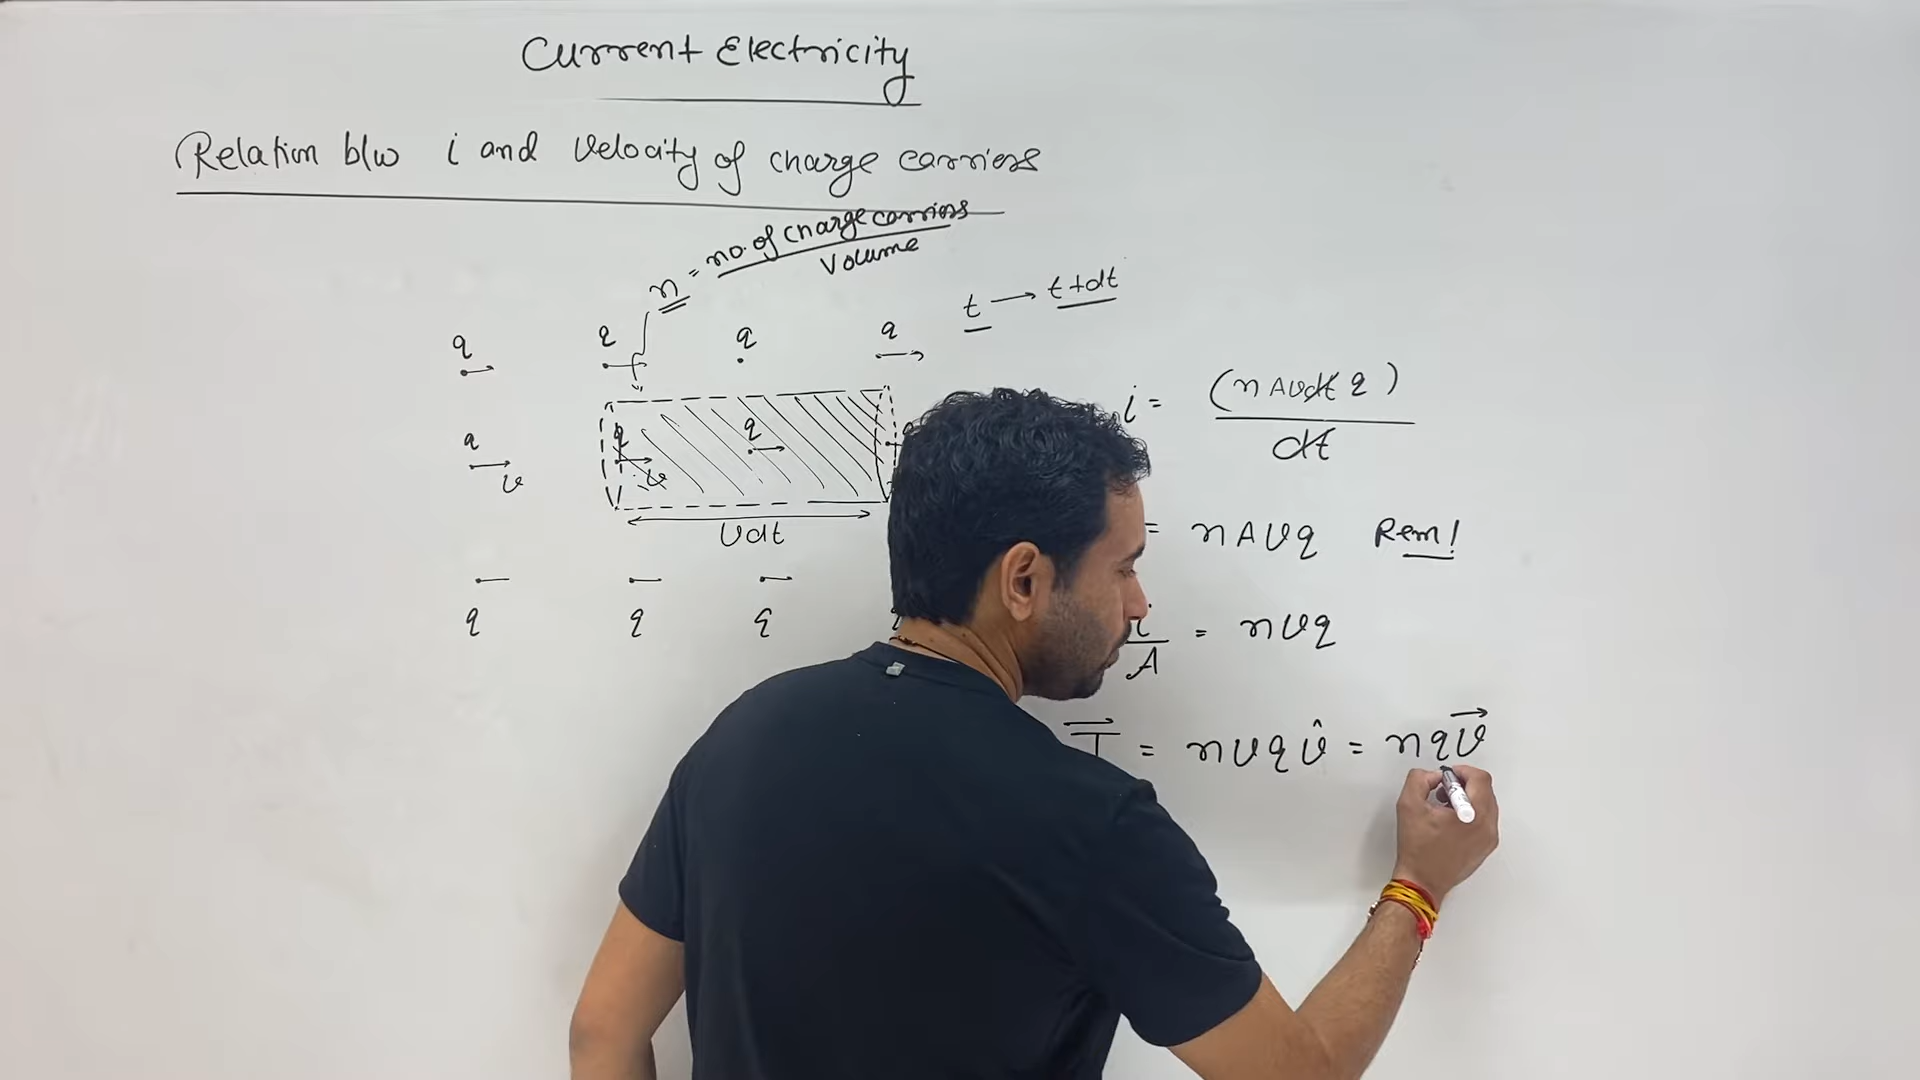 Current Electricity
Relation b/w i and velocity of charge carriers
n = no. of charge carriers
Volume
t → t+dt
q q q q
i = (nAvdt q)
dt
q q q
q
v v
vdt
= nAvq Rem!
i
A = nvq
q q q
J⃗ = nvq v̂ = nqv⃗